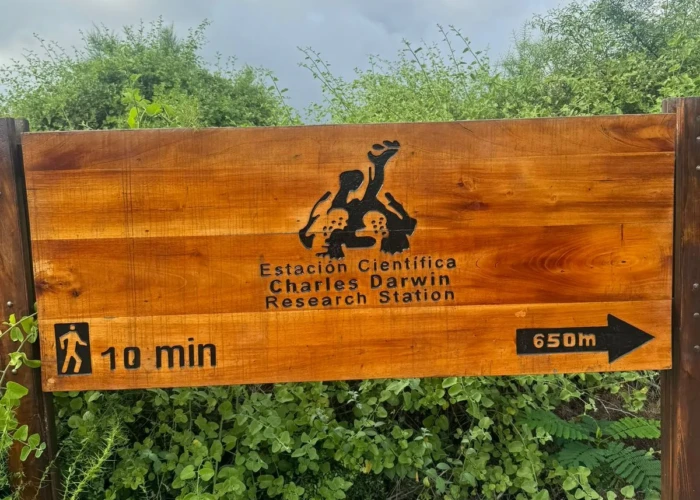 Estación Científica
Charles Darwin
Research Station
10 min
650m